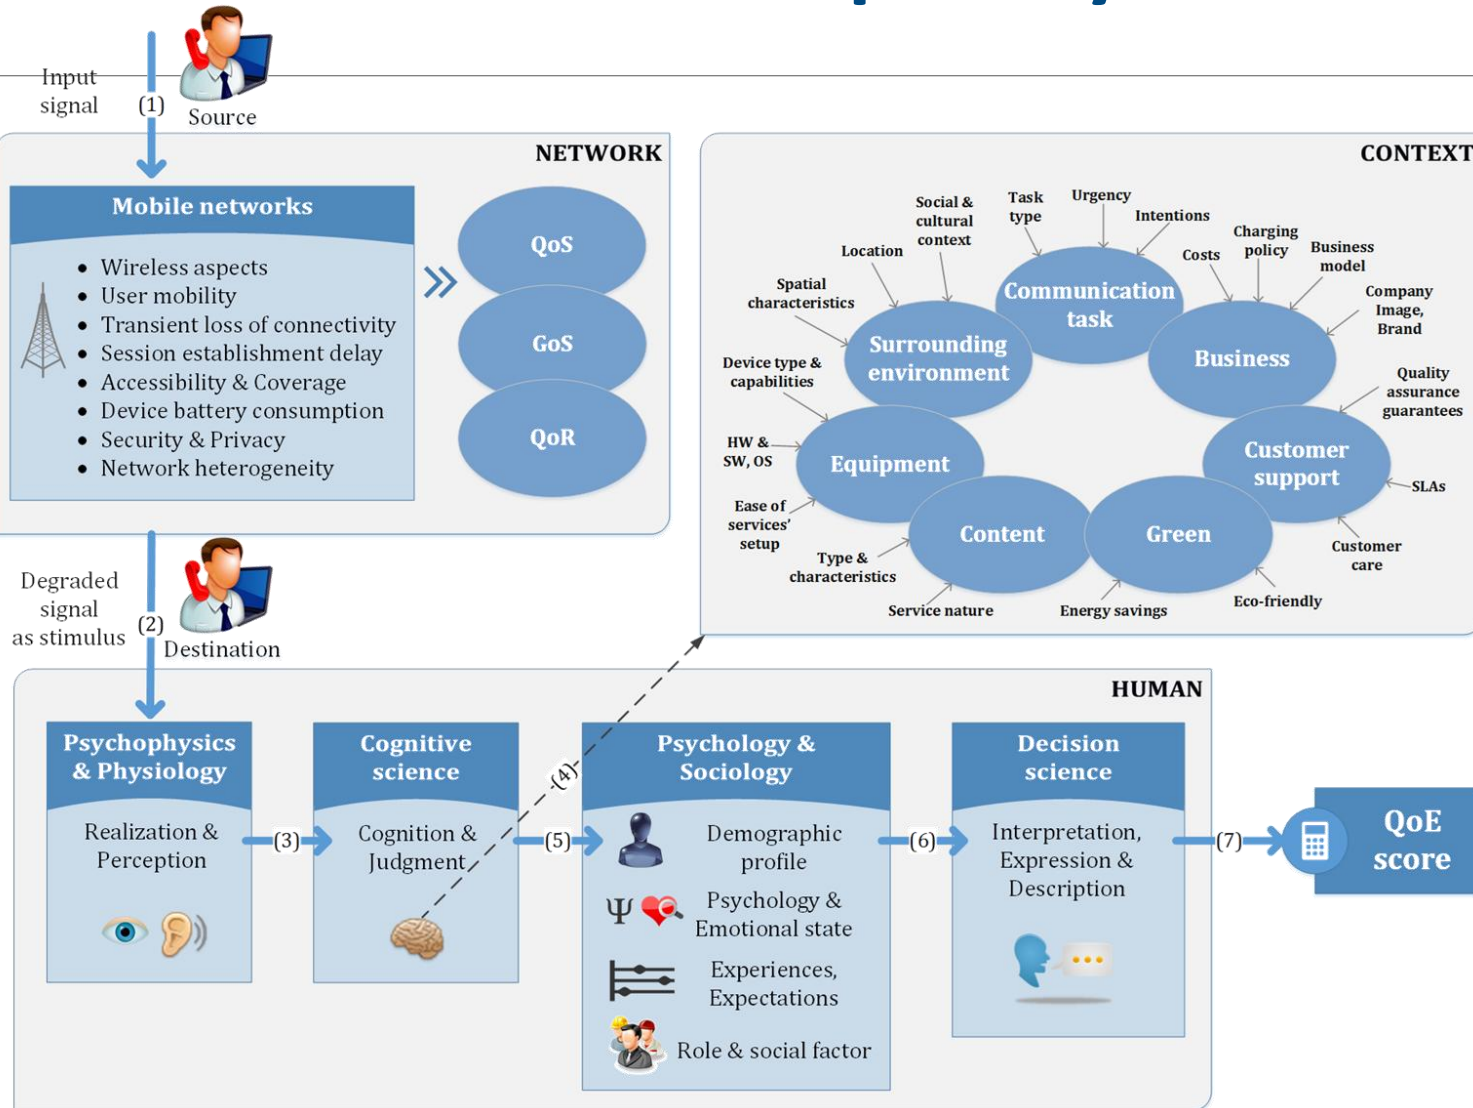 Input
signal
(1)
Source
NETWORK
Mobile networks
• Wireless aspects
• User mobility
• Transient loss of connectivity
• Session establishment delay
• Accessibility & Coverage
• Device battery consumption
• Security & Privacy
• Network heterogeneity
QoS
GoS
QoR
CONTEXT
Social &
cultural
context
Task
type
Urgency
Intentions
Location
Spatial
characteristics
Costs
Charging
policy
Business
model
Company
Image,
Brand
Communication
task
Surrounding
environment
Business
Device type &
capabilities
Quality
assurance
guarantees
HW &
SW, OS
Equipment
Customer
support
SLAs
Ease of
services'
setup
Content
Green
Customer
care
Type &
characteristics
Service nature
Energy savings
Eco-friendly
Degraded
signal
as stimulus
(2)
Destination
HUMAN
Psychophysics
& Physiology
Realization &
Perception
(3)
Cognitive
science
Cognition &
Judgment
(4)
(5)
Psychology &
Sociology
Demographic
profile
Ψ
Psychology &
Emotional state
Experiences,
Expectations
Role & social factor
(6)
Decision
science
Interpretation,
Expression &
Description
(7)
QoE
score